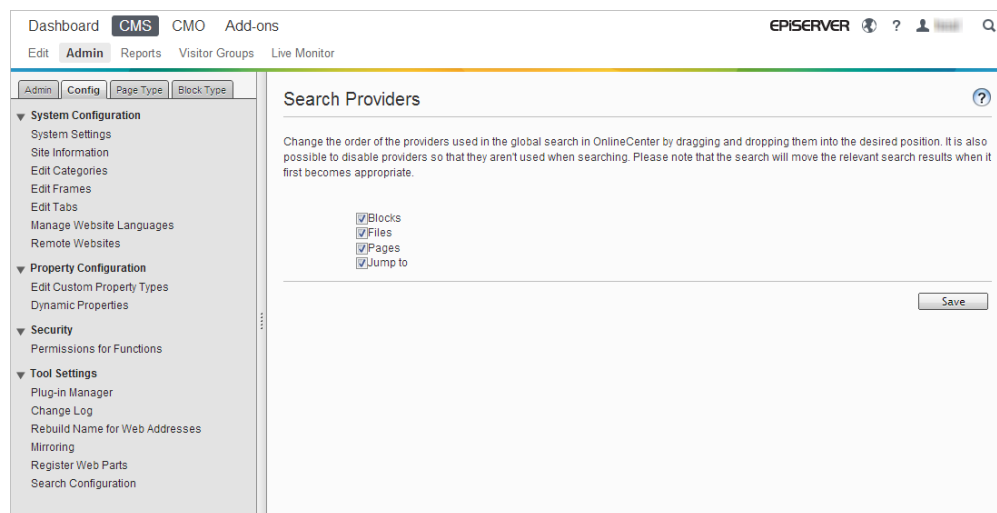 Dashboard CMS CMO Add-ons EPiSERVER ?
Edit Admin Reports Visitor Groups Live Monitor
Admin Config Page Type Block Type
System Configuration
System Settings
Site Information
Edit Categories
Edit Frames
Edit Tabs
Manage Website Languages
Remote Websites
Property Configuration
Edit Custom Property Types
Dynamic Properties
Security
Permissions for Functions
Tool Settings
Plug-in Manager
Change Log
Rebuild Name for Web Addresses
Mirroring
Register Web Parts
Search Configuration
Search Providers ?
Change the order of the providers used in the global search in OnlineCenter by dragging and dropping them into the desired position. It is also
possible to disable providers so that they aren't used when searching. Please note that the search will move the relevant search results when it
first becomes appropriate.
Blocks
Files
Pages
Jump to
Save